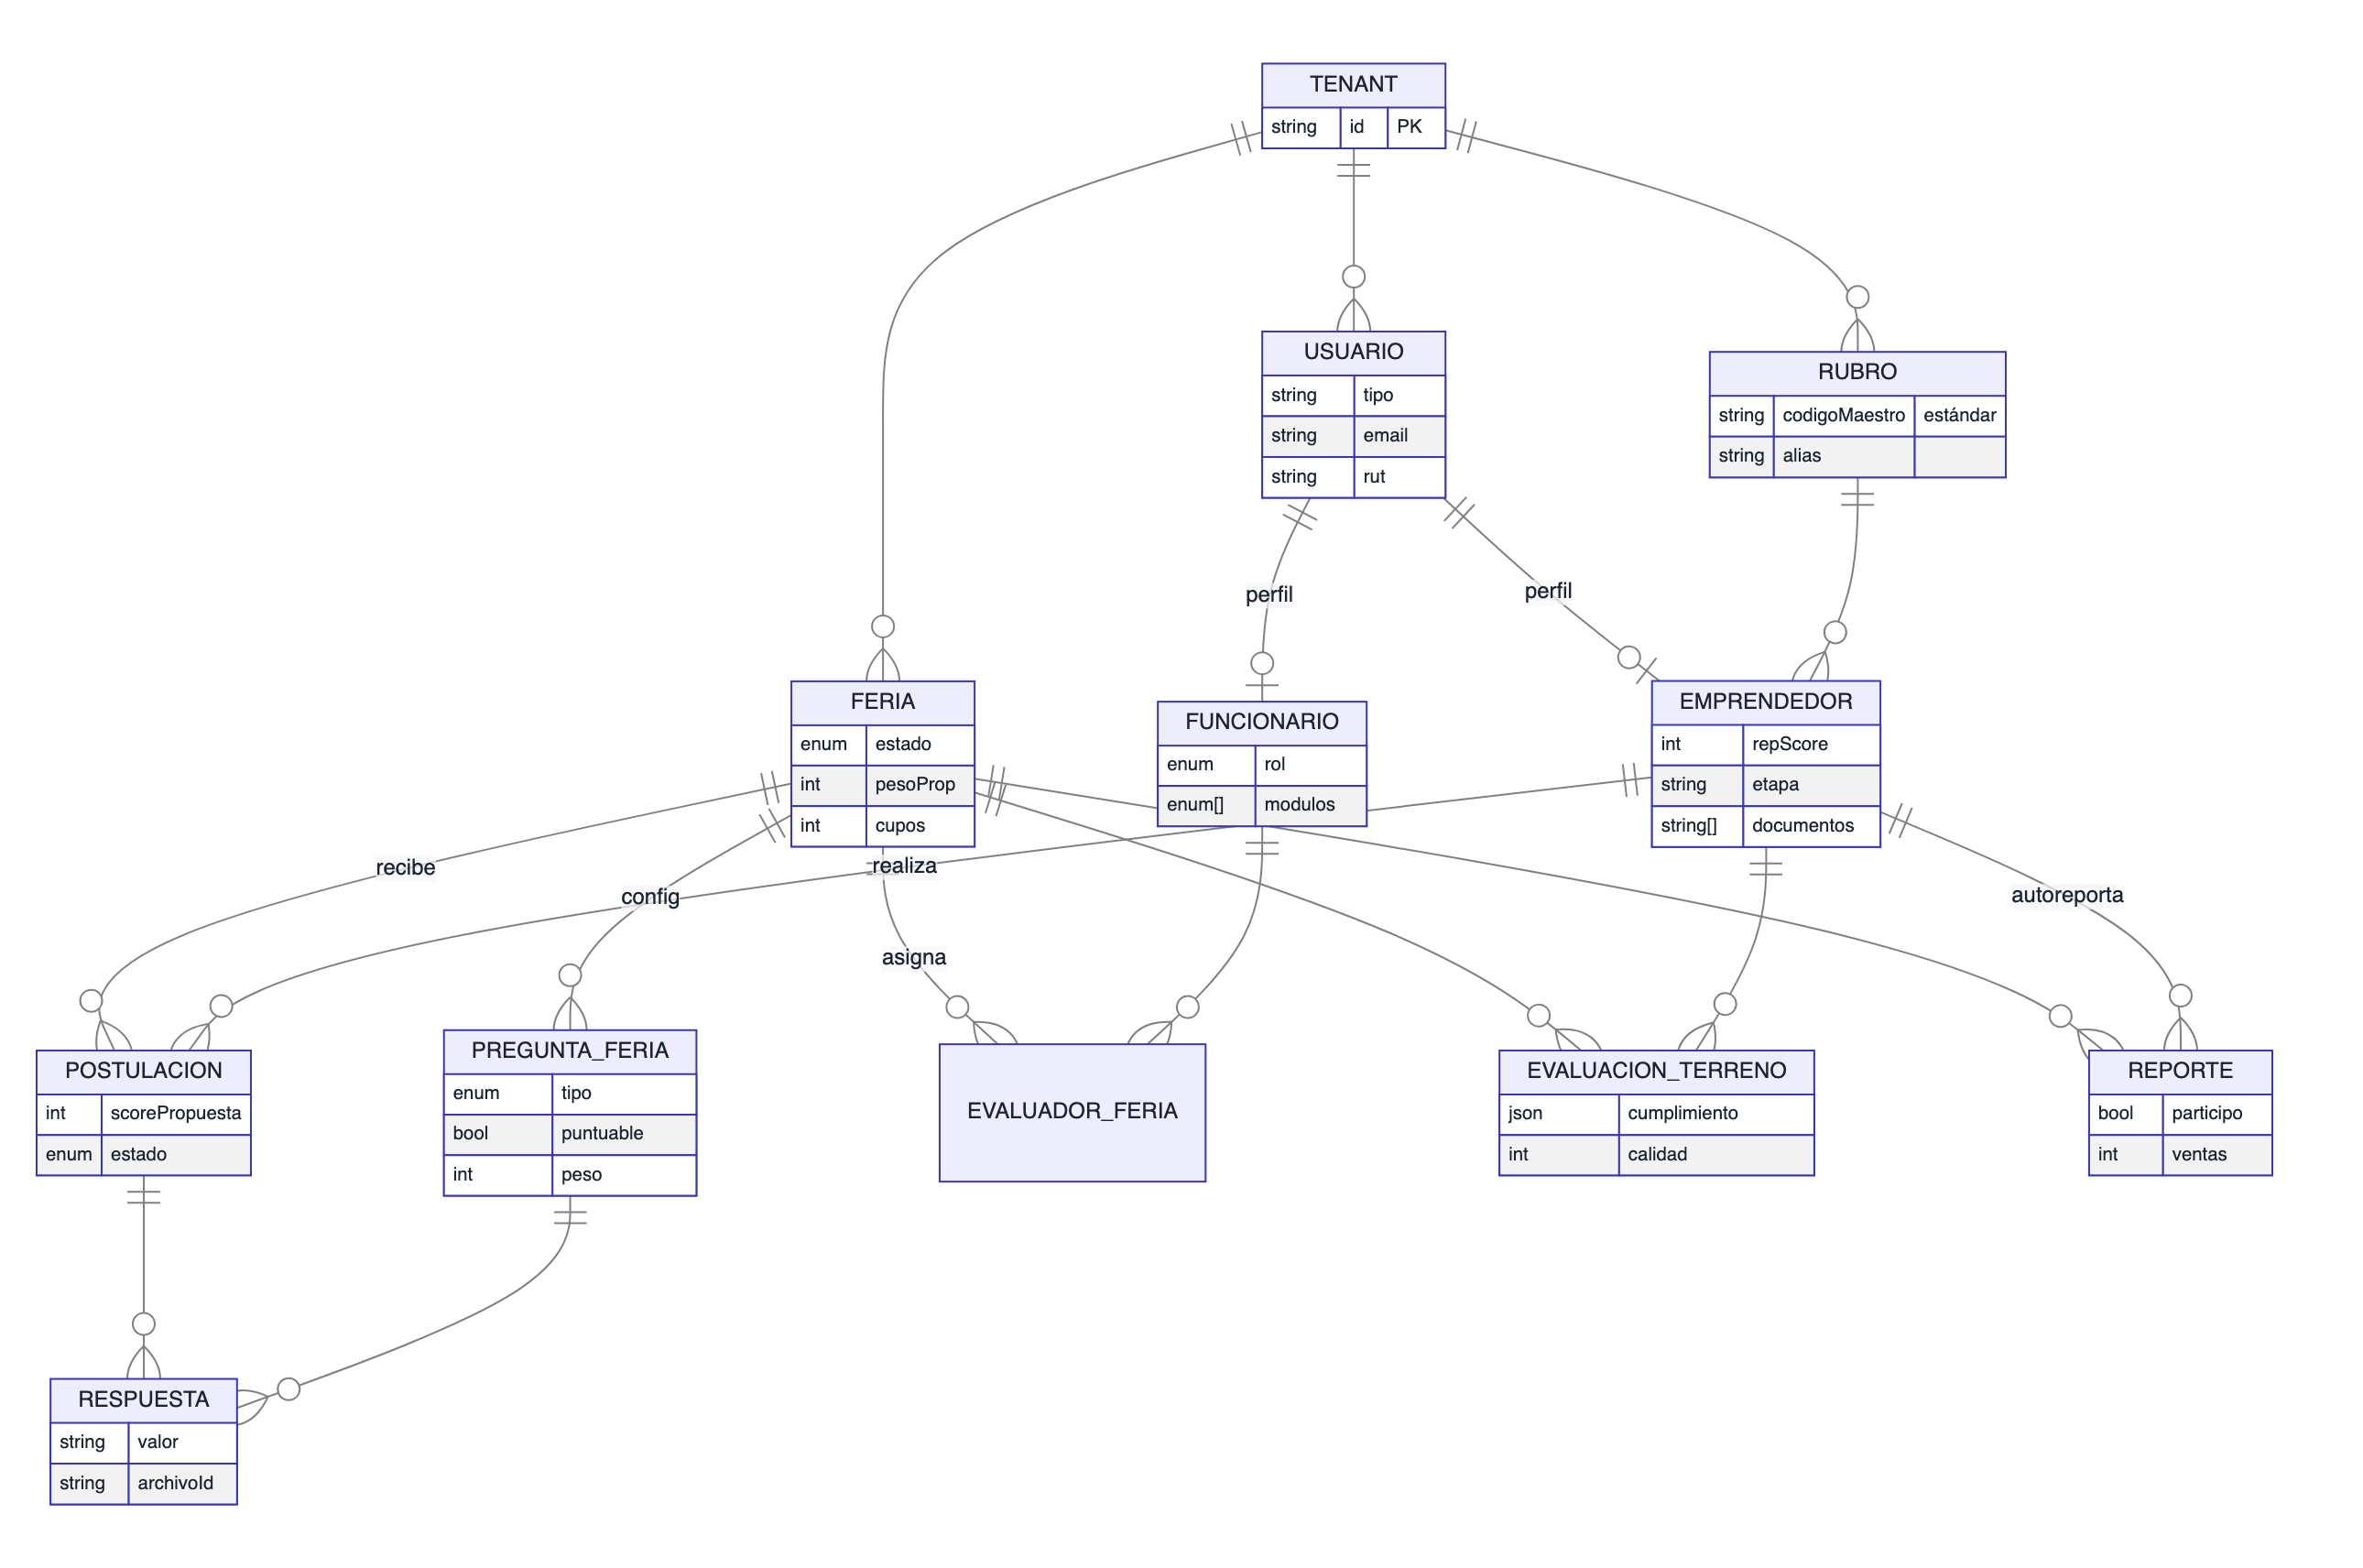 TENANT
string id PK
USUARIO
string tipo
string email
string rut
RUBRO
string codigoMaestro estándar
string alias
perfil
perfil
FERIA
enum estado
int pesoProp
int cupos
FUNCIONARIO
enum rol
enum[] modulos
EMPRENDEDOR
int repScore
string etapa
string[] documentos
recibe
realiza
config
autoreporta
asigna
POSTULACION
int scorePropuesta
enum estado
PREGUNTA_FERIA
enum tipo
bool puntuable
int peso
EVALUADOR_FERIA
EVALUACION_TERRENO
json cumplimiento
int calidad
REPORTE
bool participo
int ventas
RESPUESTA
string valor
string archivoId